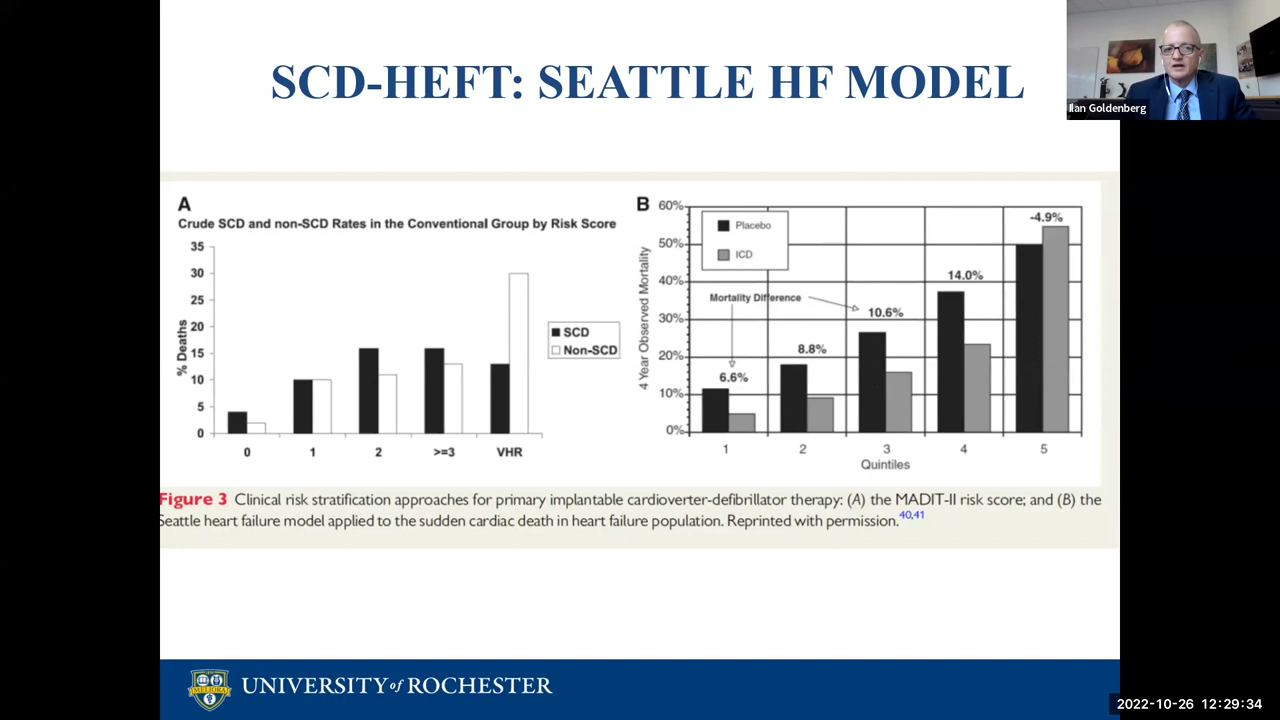 SCD-HEFT: SEATTLE HF MODEL
Ilan Goldenberg
A
Crude SCD and non-SCD Rates in the Conventional Group by Risk Score
% Deaths
35
30
25
20
15
10
5
0
0 1 2 >=3 VHR
SCD
Non-SCD
B
4 Year Observed Mortality
60%
50%
40%
30%
20%
10%
0%
Placebo
ICD
Mortality Difference
6.6%
8.8%
10.6%
14.0%
-4.9%
1 2 3 4 5
Quintiles
Figure 3 Clinical risk stratification approaches for primary implantable cardioverter-defibrillator therapy: (A) the MADIT-II risk score; and (B) the
Seattle heart failure model applied to the sudden cardiac death in heart failure population. Reprinted with permission.40,41
MELIORA
UNIVERSITY of ROCHESTER
2022-10-26 12:29:34